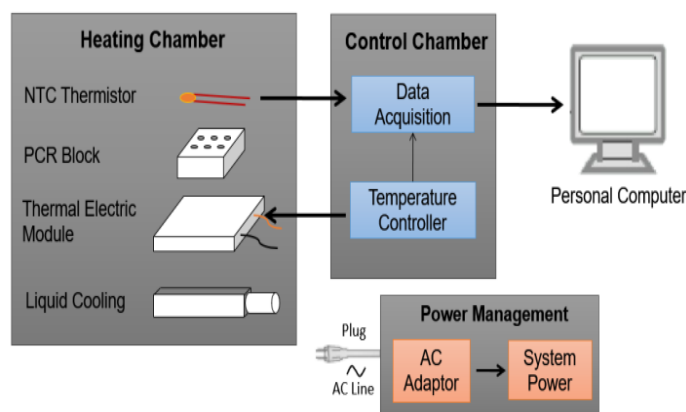 Heating Chamber
NTC Thermistor
PCR Block
Thermal Electric
Module
Liquid Cooling
Control Chamber
Data
Acquisition
Temperature
Controller
Personal Computer
Power Management
Plug
AC Line
AC
Adaptor
System
Power